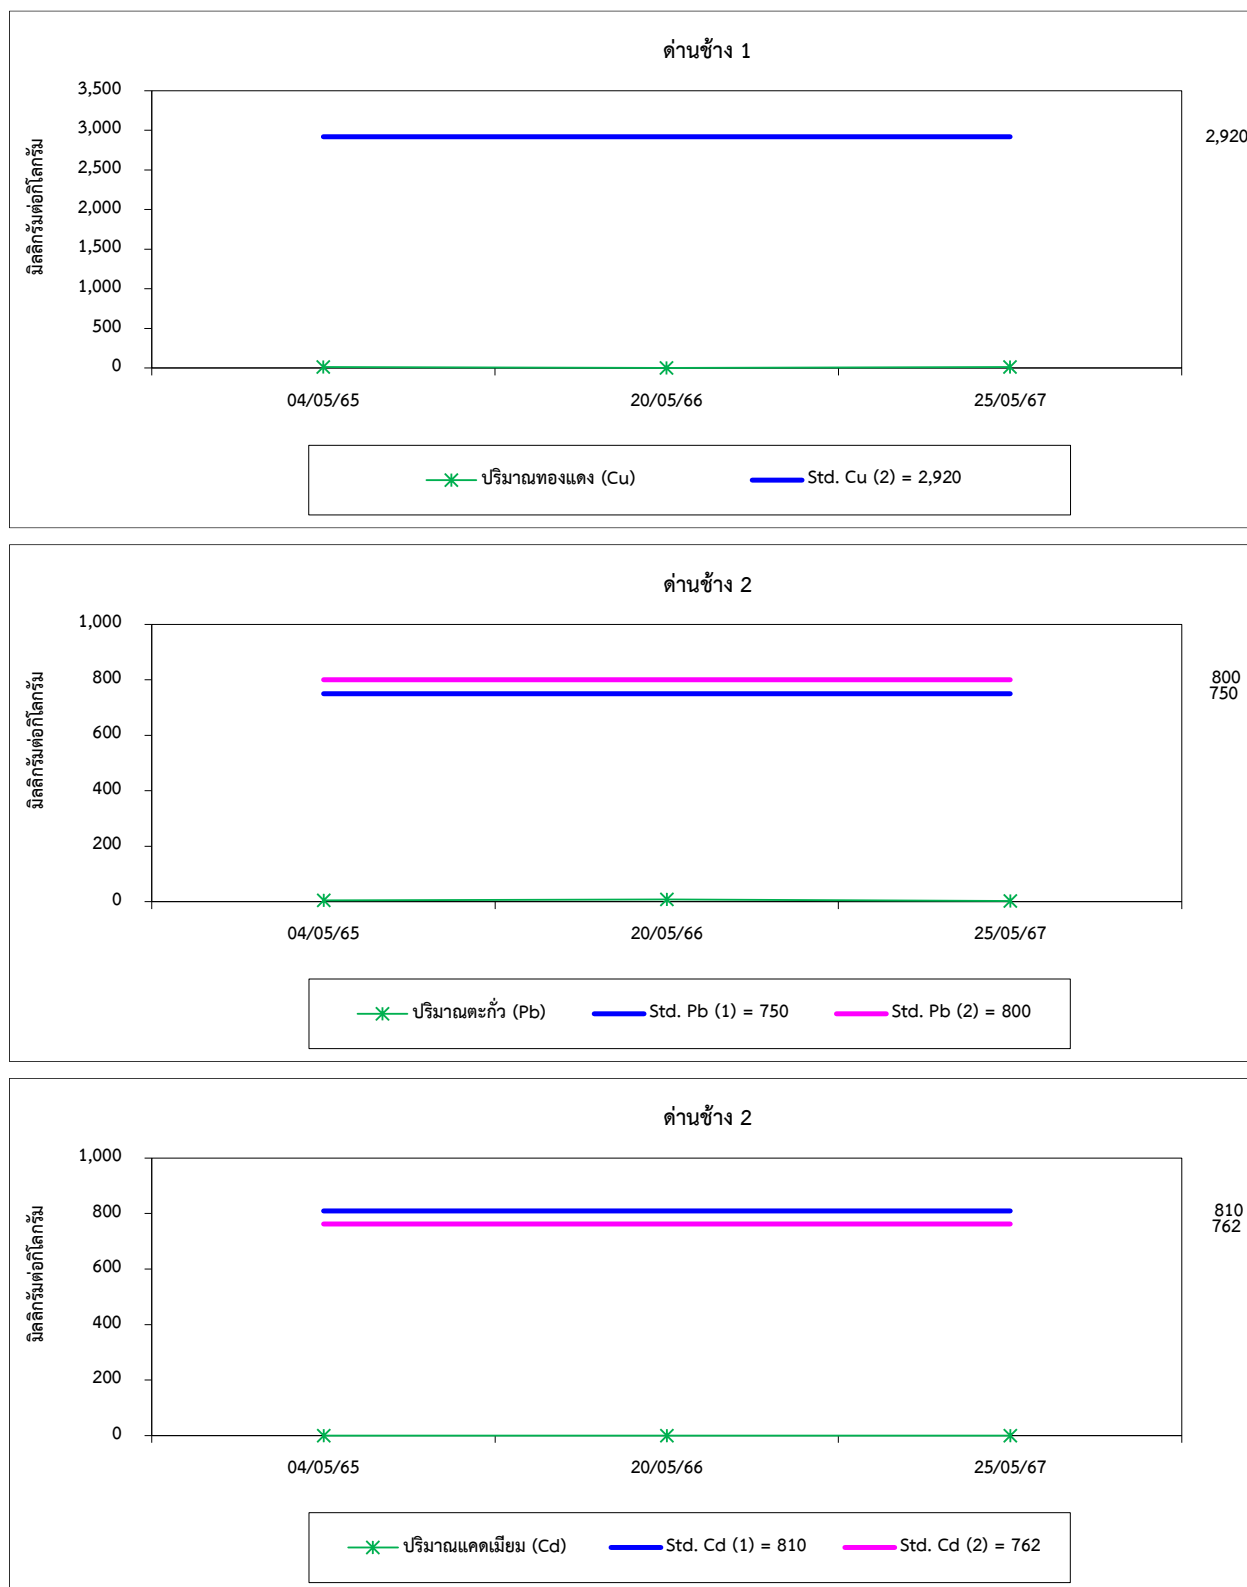 ด่านช้าง 1
มิลลิกรัมต่อกิโลกรัม
3,500
3,000
2,500
2,000
1,500
1,000
500
0
2,920
04/05/65 20/05/66 25/05/67
ปริมาณทองแดง (Cu) Std. Cu (2) = 2,920
ด่านช้าง 2
มิลลิกรัมต่อกิโลกรัม
1,000
800
600
400
200
0
800
750
04/05/65 20/05/66 25/05/67
ปริมาณตะกั่ว (Pb) Std. Pb (1) = 750 Std. Pb (2) = 800
ด่านช้าง 2
มิลลิกรัมต่อกิโลกรัม
1,000
800
600
400
200
0
810
762
04/05/65 20/05/66 25/05/67
ปริมาณแคดเมียม (Cd) Std. Cd (1) = 810 Std. Cd (2) = 762